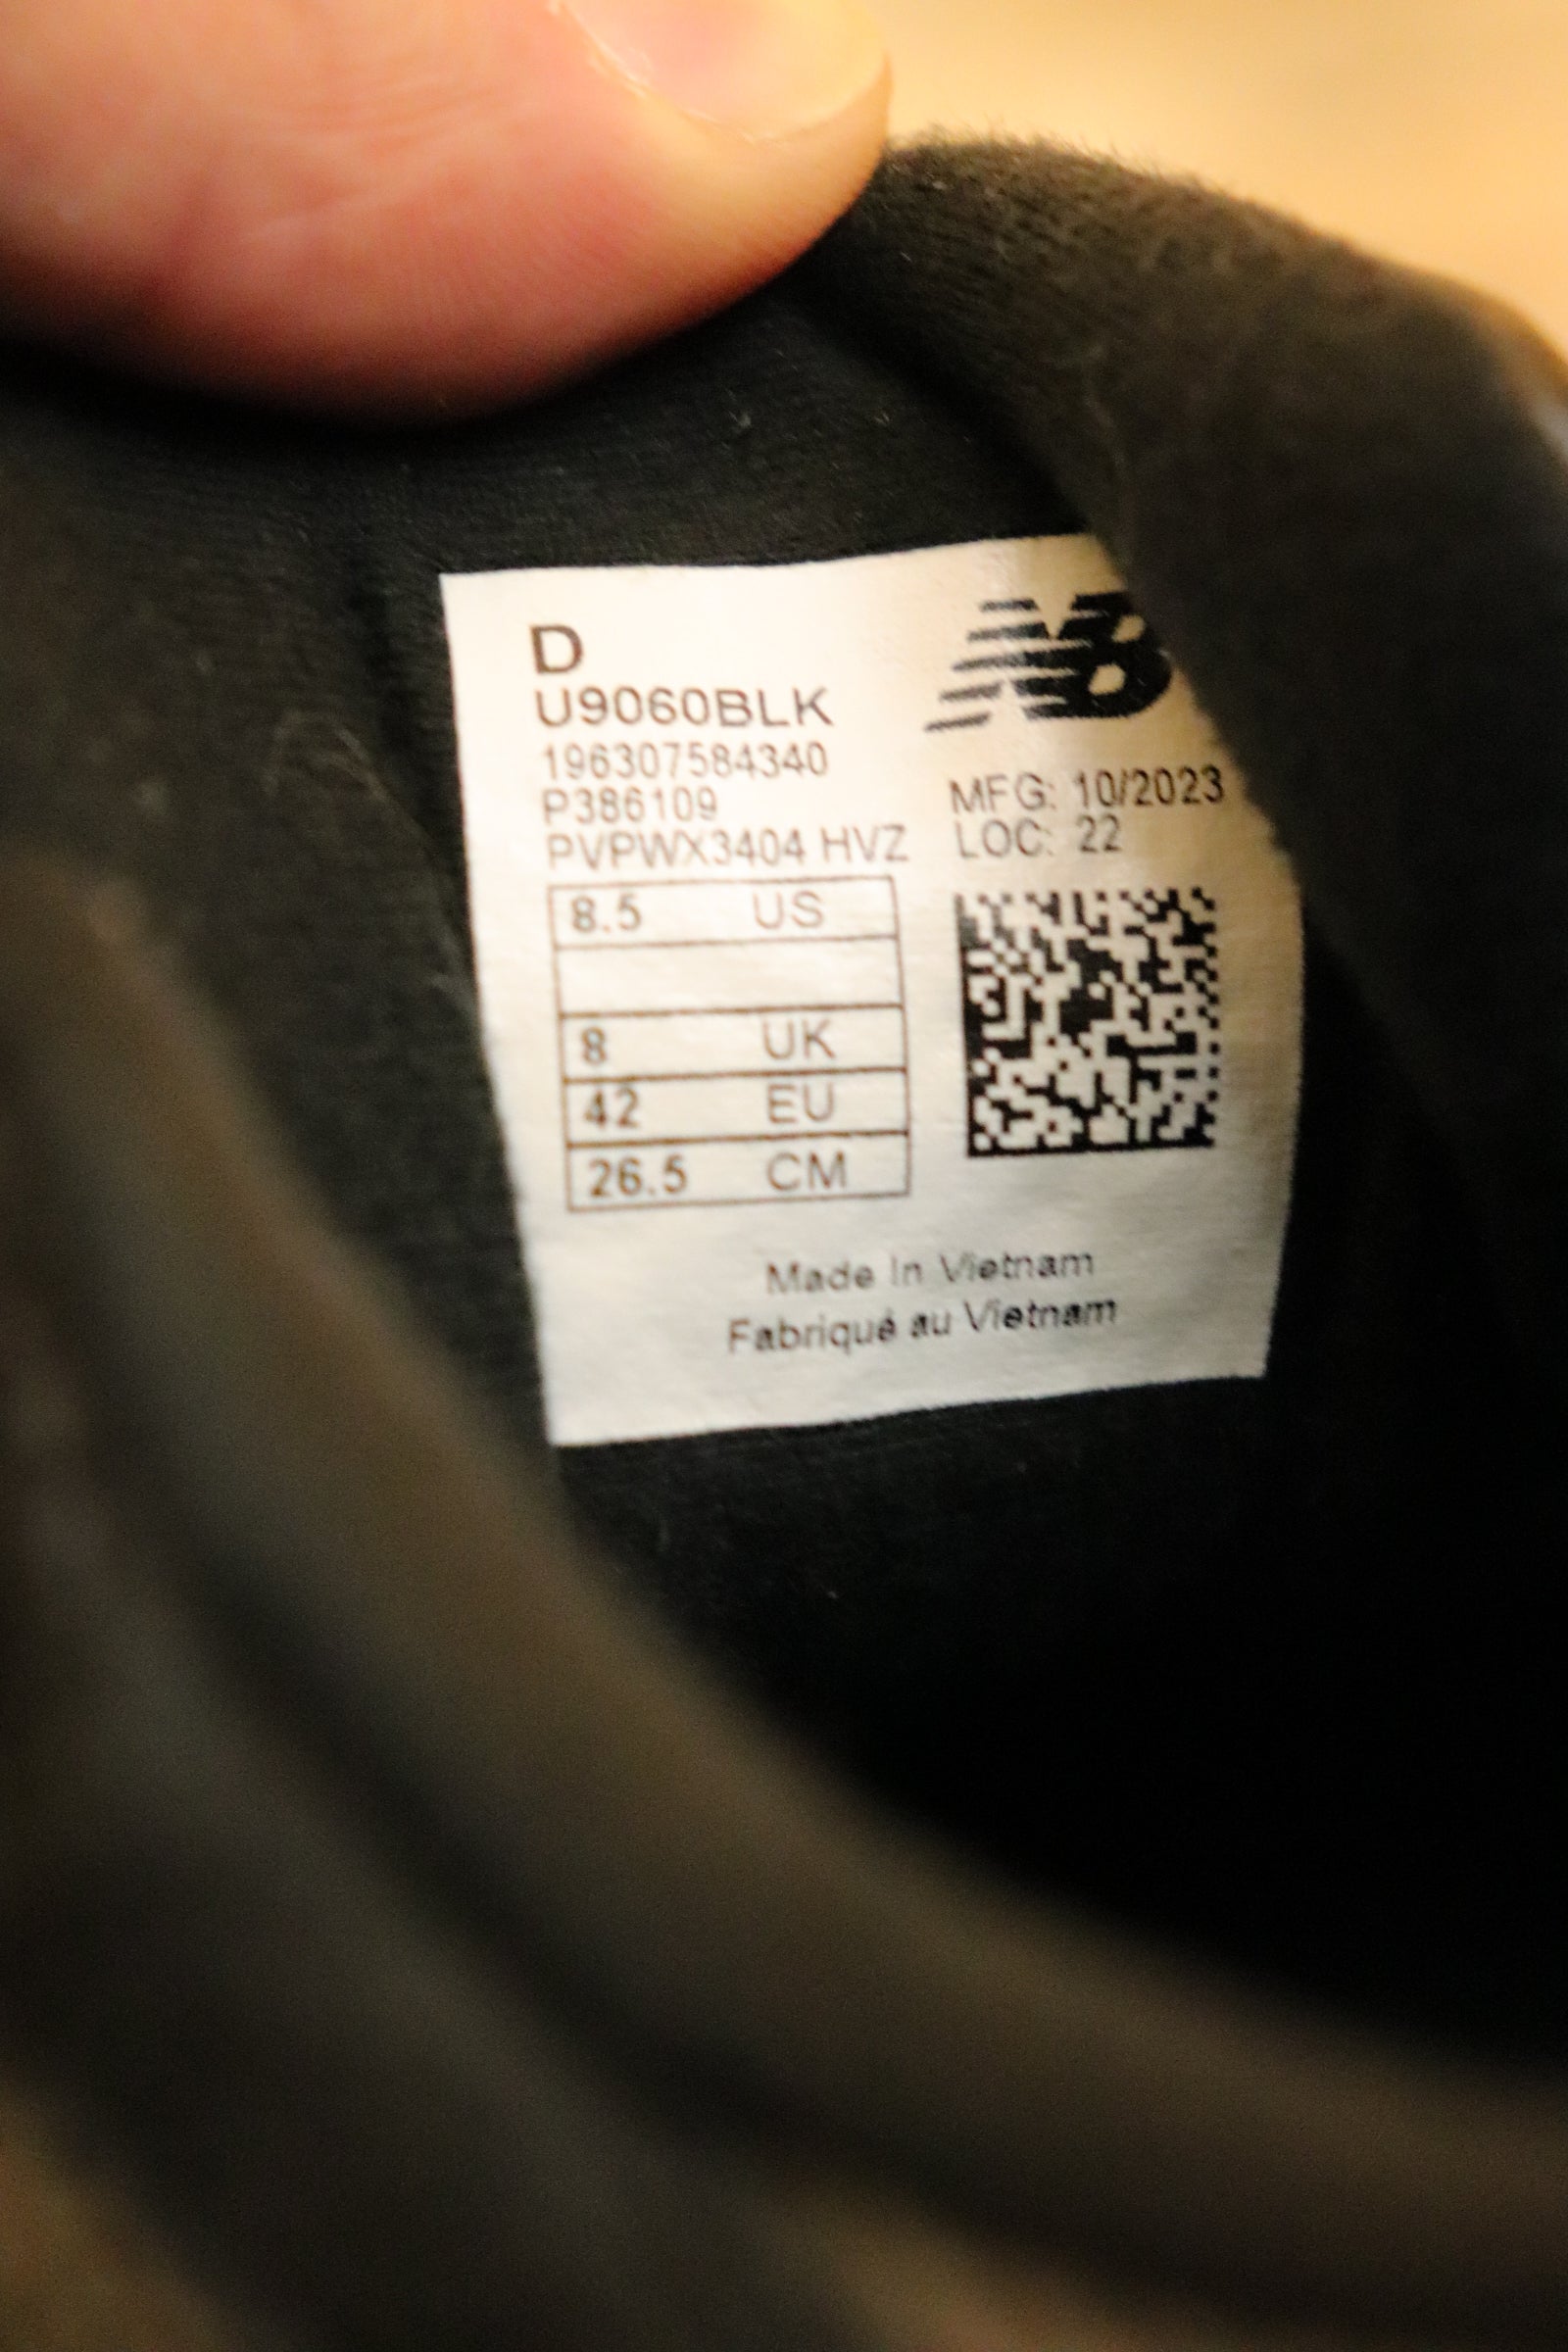 D
U9060BLK
196307584340
P386109
PVPWX3404 HVZ
NB
MFG: 10/2023
LOC: 22
8.5 US
8 UK
42 EU
26.5 CM
Made In Vietnam
Fabriqué au Vietnam